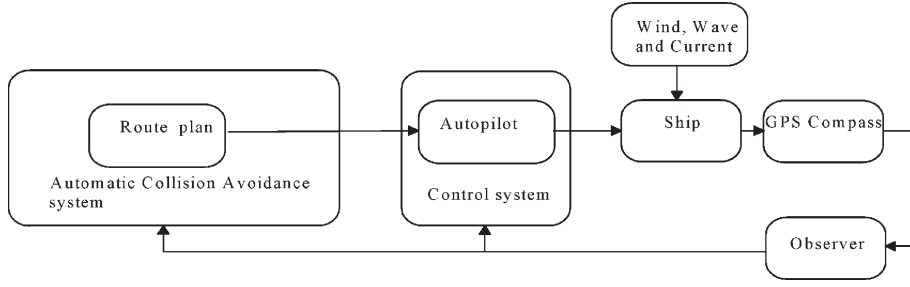 Wind, Wave
and Current
Route plan
Autopilot
Ship
GPS Compass
Automatic Collision Avoidance
system
Control system
Observer